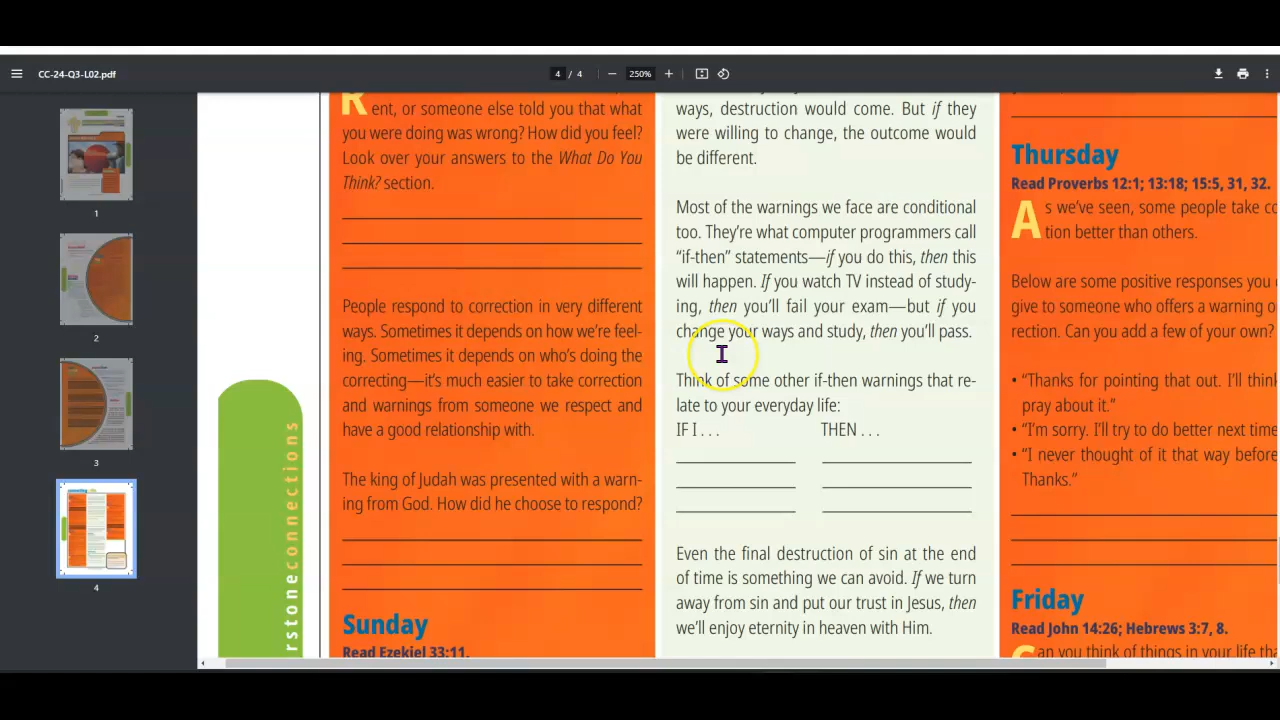 CC-24-Q3-L02.pdf
4 / 4
250%
1
2
3
4
rstoneconnections
R ent, or someone else told you that what
you were doing was wrong? How did you feel?
Look over your answers to the What Do You
Think? section.
People respond to correction in very different
ways. Sometimes it depends on how we're feel-
ing. Sometimes it depends on who's doing the
correcting—it's much easier to take correction
and warnings from someone we respect and
have a good relationship with.
The king of Judah was presented with a warn-
ing from God. How did he choose to respond?
Sunday
Read Ezekiel 33:11.
ways, destruction would come. But if they
were willing to change, the outcome would
be different.
Most of the warnings we face are conditional
too. They're what computer programmers call
“if-then” statements—if you do this, then this
will happen. If you watch TV instead of study-
ing, then you'll fail your exam—but if you
change your ways and study, then you'll pass.
Think of some other if-then warnings that re-
late to your everyday life:
IF I . . . THEN . . .
Even the final destruction of sin at the end
of time is something we can avoid. If we turn
away from sin and put our trust in Jesus, then
we'll enjoy eternity in heaven with Him.
Thursday
Read Proverbs 12:1; 13:18; 15:5, 31, 32.
As we've seen, some people take co
tion better than others.
Below are some positive responses you
give to someone who offers a warning o
rection. Can you add a few of your own?
• “Thanks for pointing that out. I'll think
pray about it.”
• “I'm sorry. I'll try to do better next time
• “I never thought of it that way before
Thanks.”
Friday
Read John 14:26; Hebrews 3:7, 8.
Can you think of things in your life tha